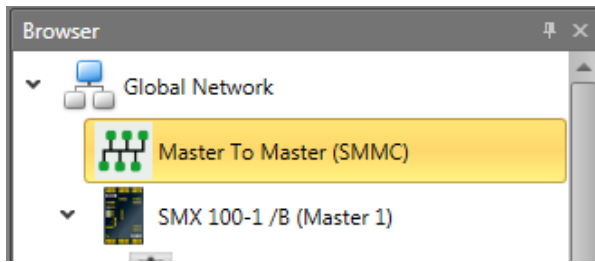 Browser
Global Network
Master To Master (SMMC)
SMX 100-1 /B (Master 1)